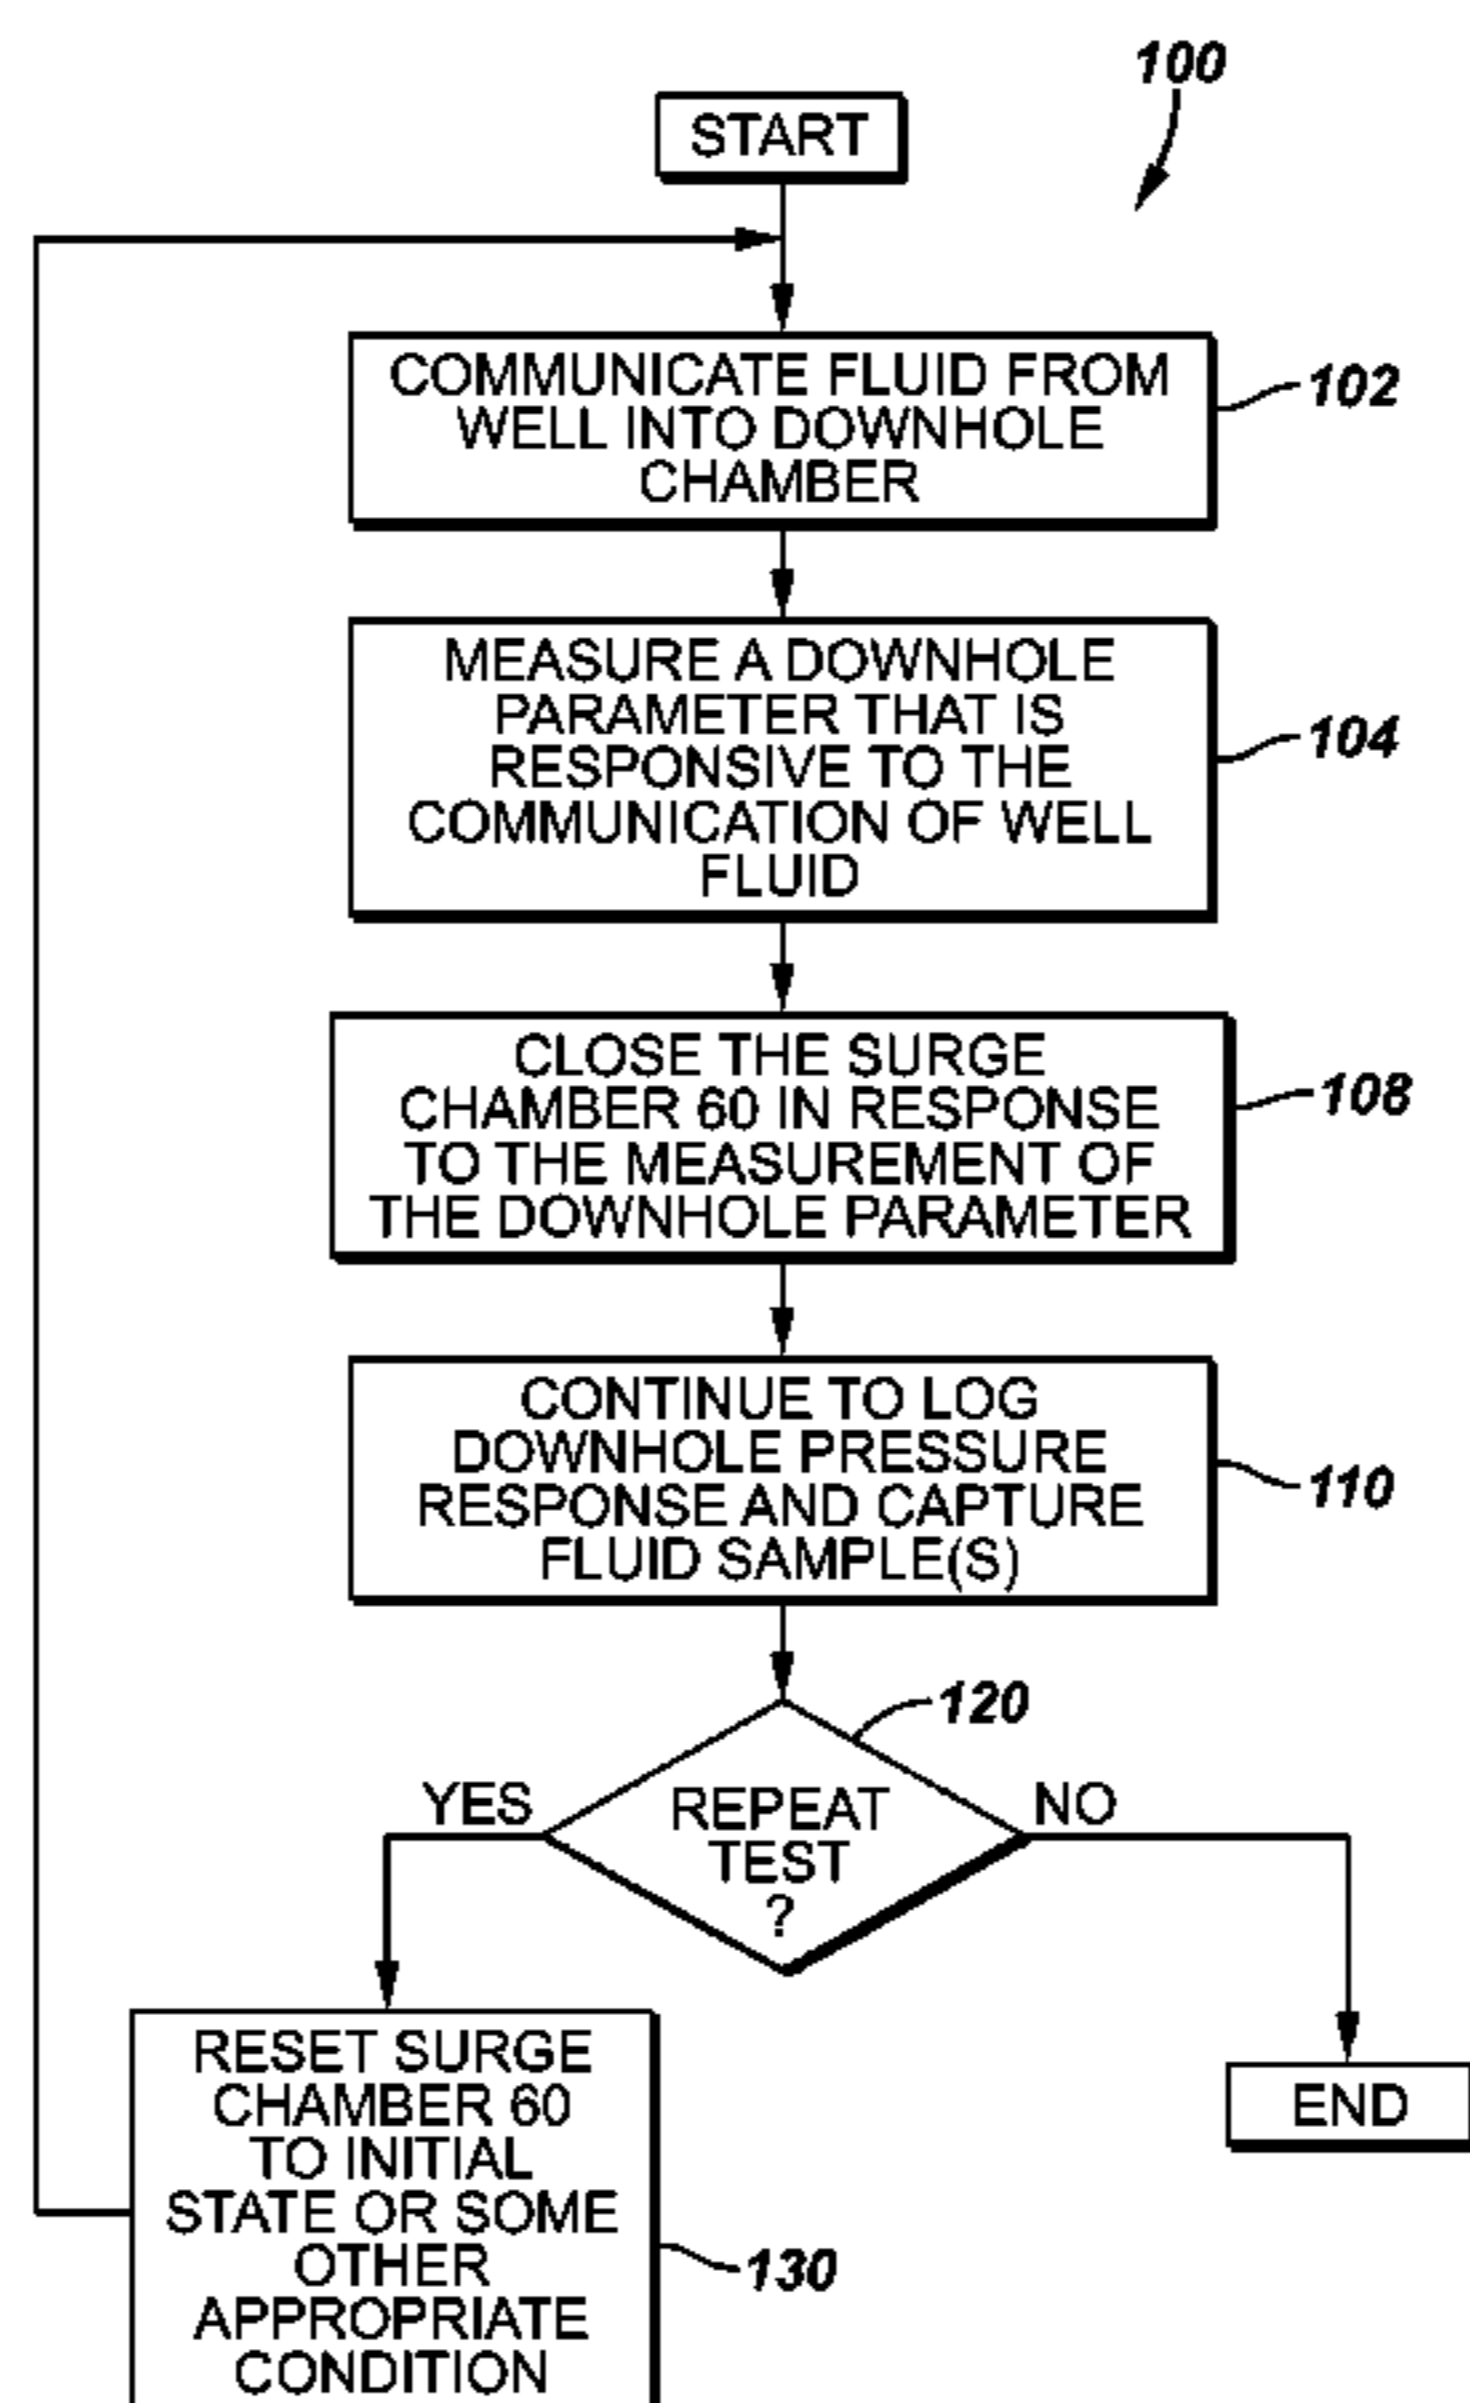 100
START
COMMUNICATE FLUID FROM
WELL INTO DOWNHOLE
CHAMBER
102
MEASURE A DOWNHOLE
PARAMETER THAT IS
RESPONSIVE TO THE
COMMUNICATION OF WELL
FLUID
104
CLOSE THE SURGE
CHAMBER 60 IN RESPONSE
TO THE MEASUREMENT OF
THE DOWNHOLE PARAMETER
108
CONTINUE TO LOG
DOWNHOLE PRESSURE
RESPONSE AND CAPTURE
FLUID SAMPLE(S)
110
120
YES
REPEAT
TEST
?
NO
RESET SURGE
CHAMBER 60
TO INITIAL
STATE OR SOME
OTHER
APPROPRIATE
CONDITION
130
END